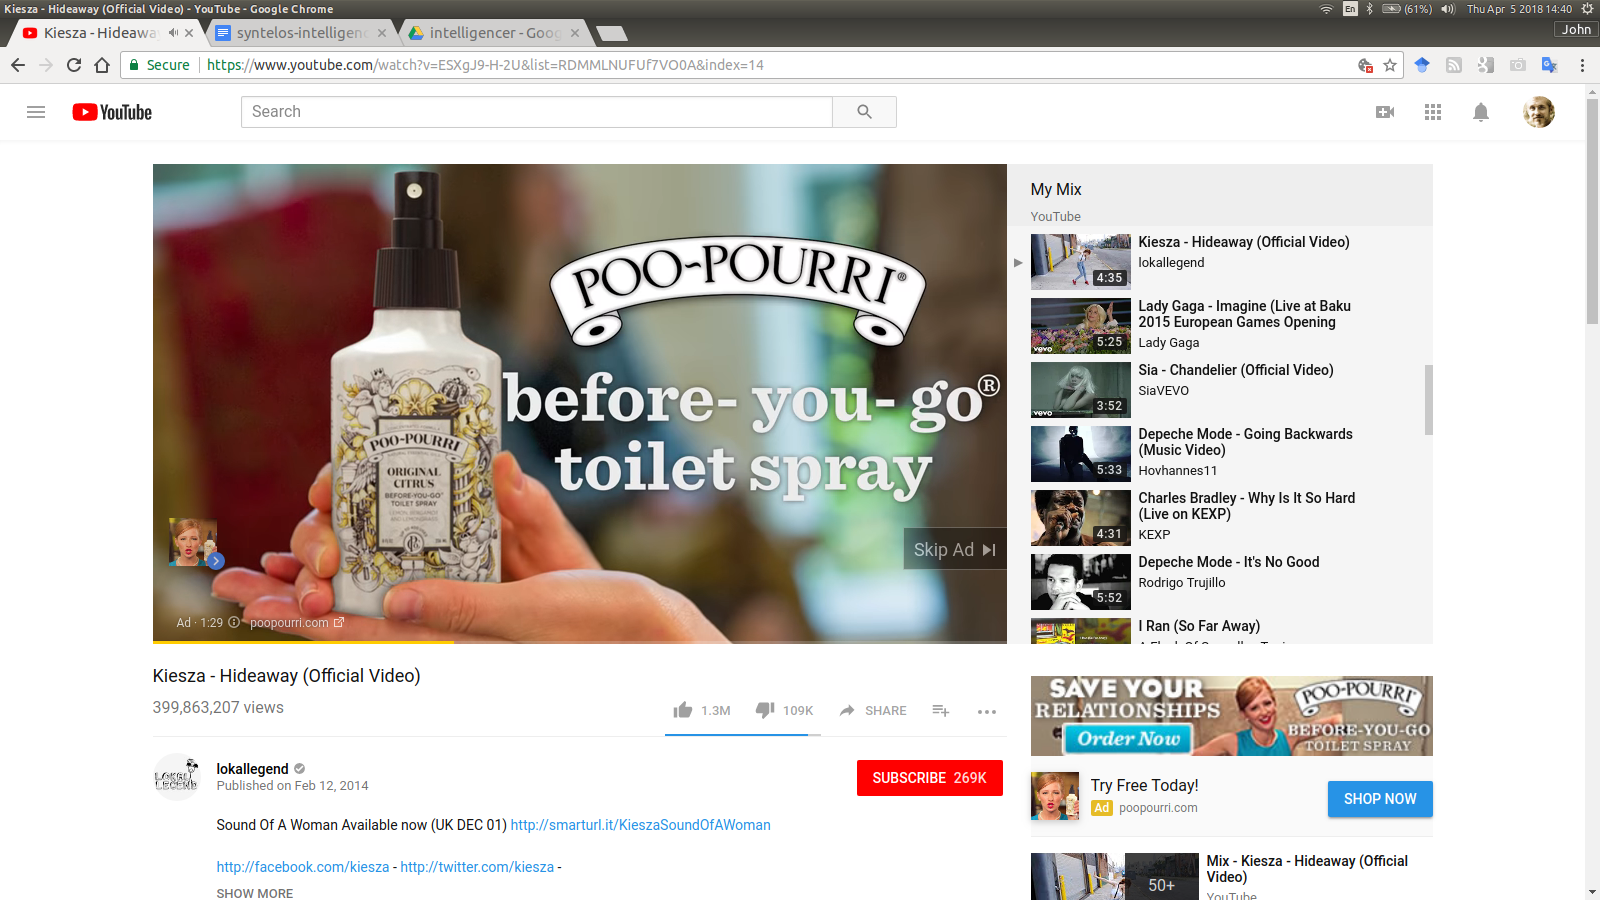 Kiesza - Hideaway (Official Video) - YouTube - Google Chrome
En
(61%)
Thu Apr 5 2018 14:40
Kiesza - Hideaway
syntelos-intelligenc
intelligencer - Goog
John
Secure
https://www.youtube.com/watch?v=ESXgJ9-H-2U&list=RDMMLNUFUf7VO0A&index=14
YouTube
Search
POO~POURRI®
before- you- go®
toilet spray
POO-POURRI
ORIGINAL
CITRUS
BEFORE-YOU-GO
TOILET SPRAY
Skip Ad
Ad · 1:29
poopourri.com
My Mix
YouTube
Kiesza - Hideaway (Official Video)
lokallegend
4:35
Lady Gaga - Imagine (Live at Baku
2015 European Games Opening
Lady Gaga
vevo
5:25
Sia - Chandelier (Official Video)
SiaVEVO
vevo
3:52
Depeche Mode - Going Backwards
(Music Video)
Hovhannes11
5:33
Charles Bradley - Why Is It So Hard
(Live on KEXP)
KEXP
4:31
Depeche Mode - It's No Good
Rodrigo Trujillo
5:52
I Ran (So Far Away)
Kiesza - Hideaway (Official Video)
399,863,207 views
1.3M
109K
SHARE
LOKAL
LEGEND
lokallegend
Published on Feb 12, 2014
SUBSCRIBE 269K
Sound Of A Woman Available now (UK DEC 01) http://smarturl.it/KieszaSoundOfAWoman
http://facebook.com/kiesza - http://twitter.com/kiesza -
SHOW MORE
SAVE YOUR
RELATIONSHIPS
Order Now
POO-POURRI
BEFORE-YOU-GO
TOILET SPRAY
Try Free Today!
Ad
poopourri.com
SHOP NOW
50+
Mix - Kiesza - Hideaway (Official
Video)
YouTube